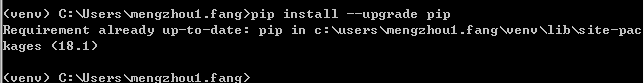 (venv) C:\Users\mengzhou1.fang>pip install --upgrade pip
Requirement already up-to-date: pip in c:\users\mengzhou1.fang\venv\lib\site-pac
kages (18.1)
(venv) C:\Users\mengzhou1.fang>